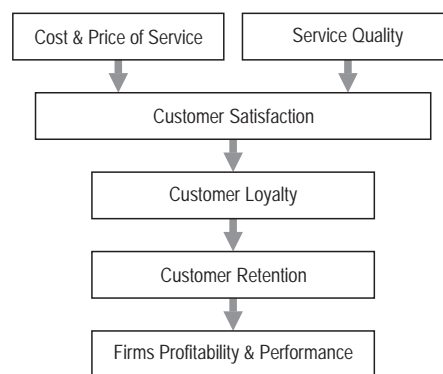 Cost & Price of Service
Service Quality
Customer Satisfaction
Customer Loyalty
Customer Retention
Firms Profitability & Performance